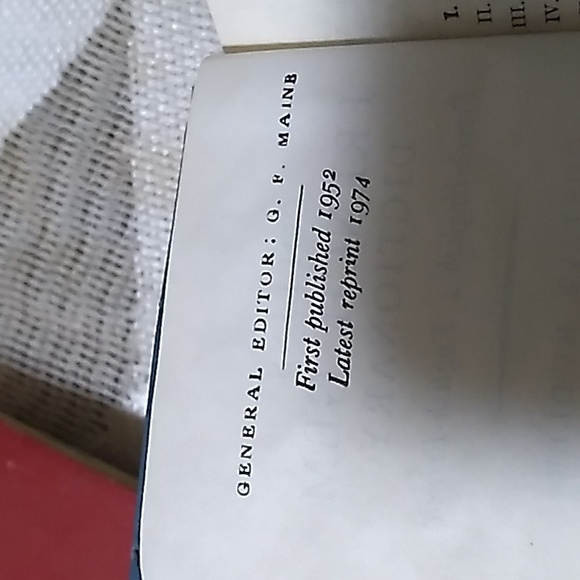 GENERAL EDITOR: G. F. MAINE
First published 1952
Latest reprint 1974
I.
II.
III.
IV.